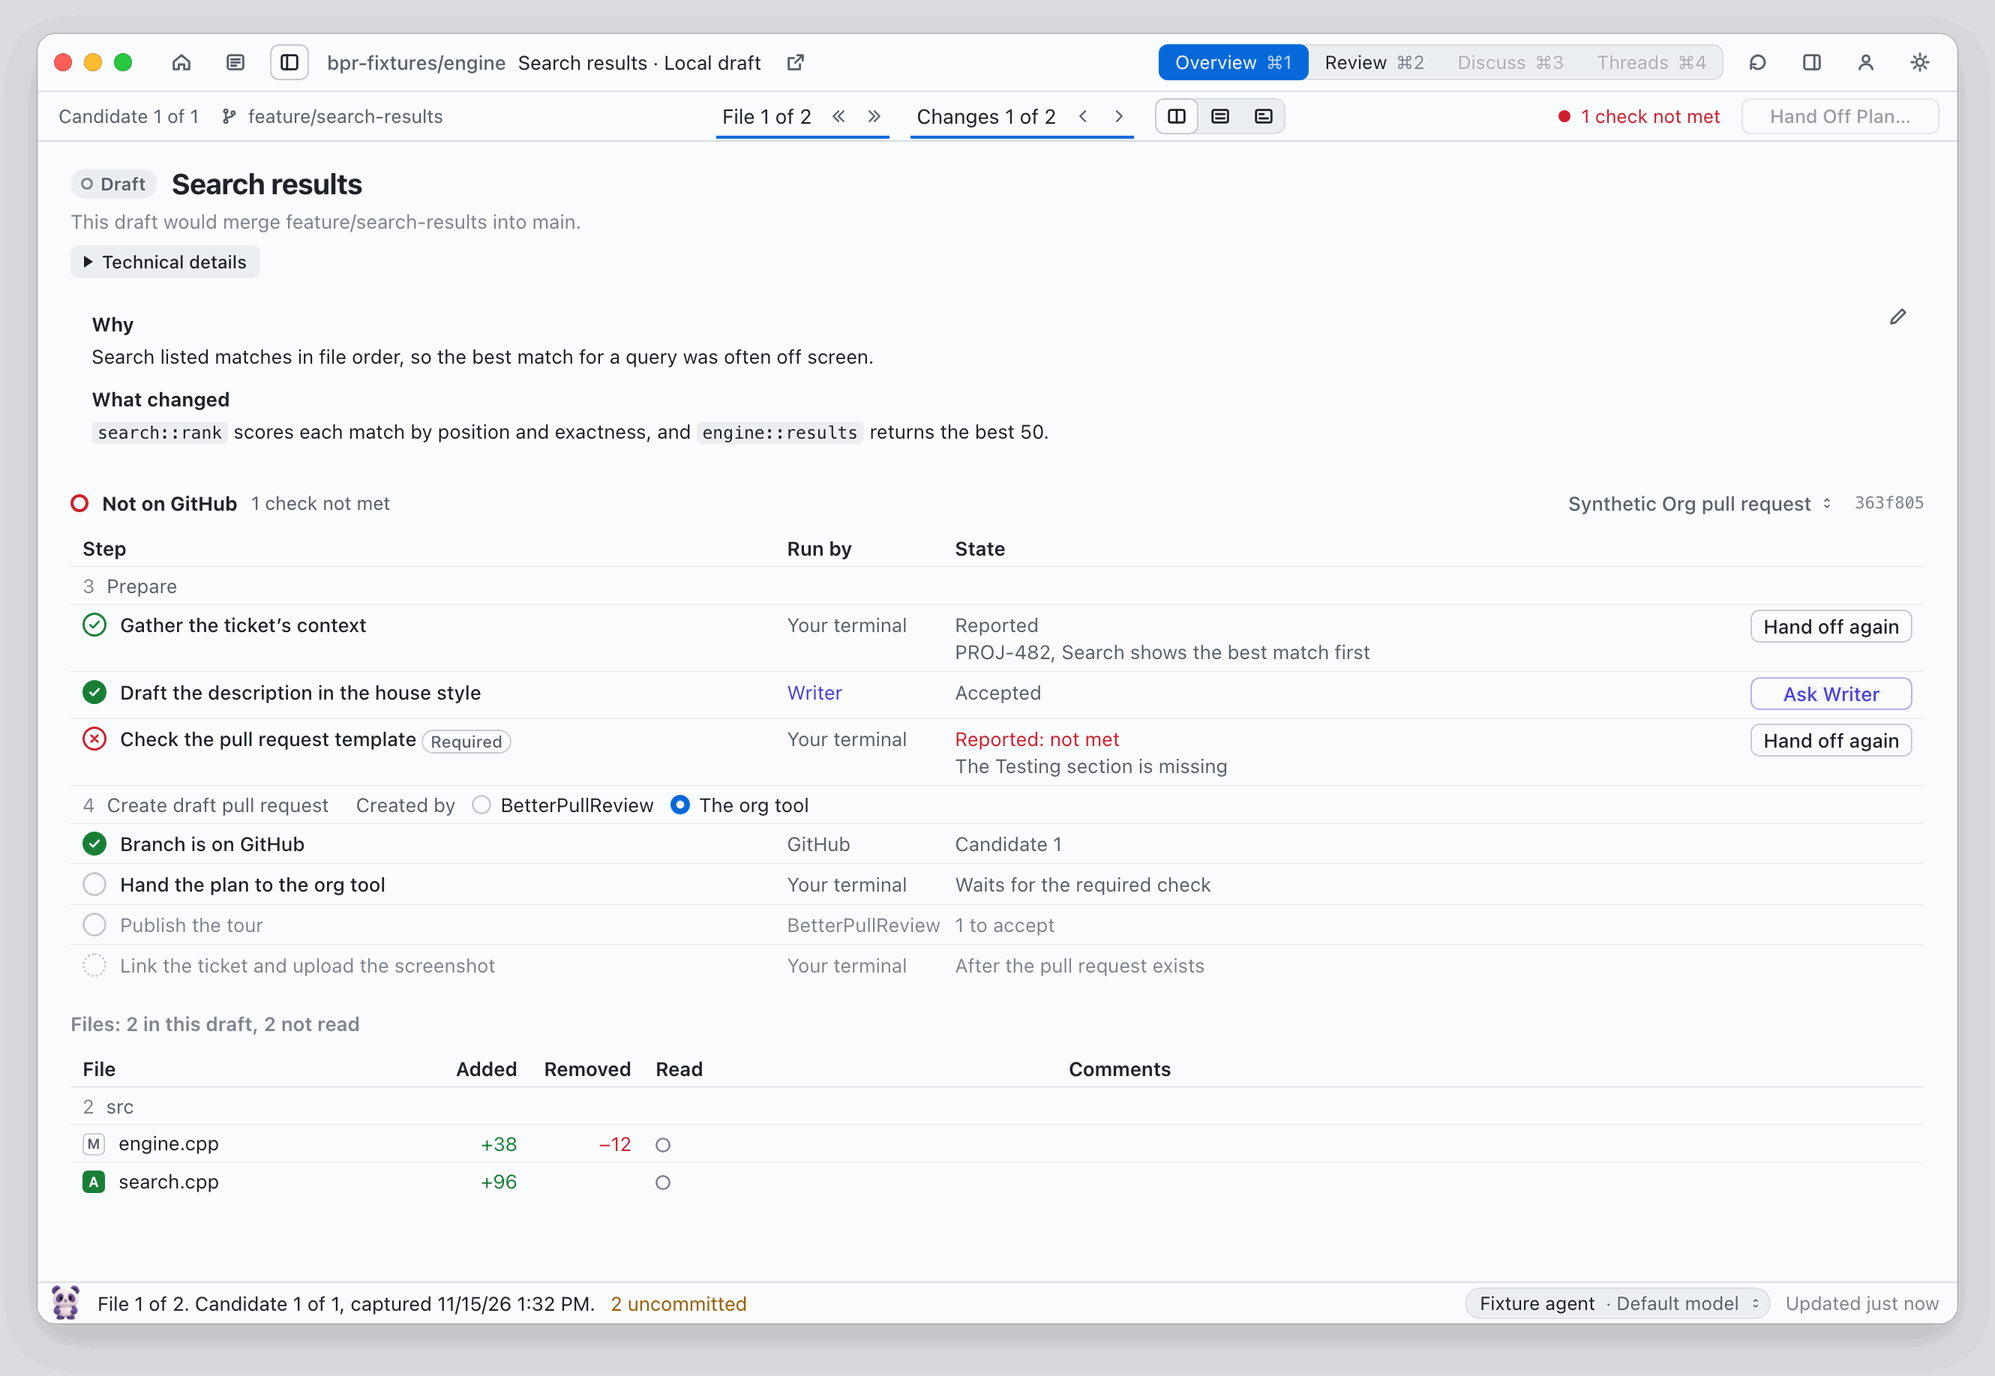 bpr-fixtures/engine Search results · Local draft
Overview ⌘1 Review ⌘2 Discuss ⌘3 Threads ⌘4
Candidate 1 of 1 feature/search-results
File 1 of 2 « »
Changes 1 of 2 ‹ ›
1 check not met
Hand Off Plan...
Draft Search results
This draft would merge feature/search-results into main.
Technical details
Why
Search listed matches in file order, so the best match for a query was often off screen.
What changed
search::rank scores each match by position and exactness, and engine::results returns the best 50.
Not on GitHub 1 check not met
Synthetic Org pull request 363f805
Step Run by State
3 Prepare
Gather the ticket’s context Your terminal Reported Hand off again
PROJ-482, Search shows the best match first
Draft the description in the house style Writer Accepted Ask Writer
Check the pull request template Required Your terminal Reported: not met Hand off again
The Testing section is missing
4 Create draft pull request Created by BetterPullReview The org tool
Branch is on GitHub GitHub Candidate 1
Hand the plan to the org tool Your terminal Waits for the required check
Publish the tour BetterPullReview 1 to accept
Link the ticket and upload the screenshot Your terminal After the pull request exists
Files: 2 in this draft, 2 not read
File Added Removed Read Comments
2 src
M engine.cpp +38 −12
A search.cpp +96
File 1 of 2. Candidate 1 of 1, captured 11/15/26 1:32 PM. 2 uncommitted
Fixture agent · Default model Updated just now